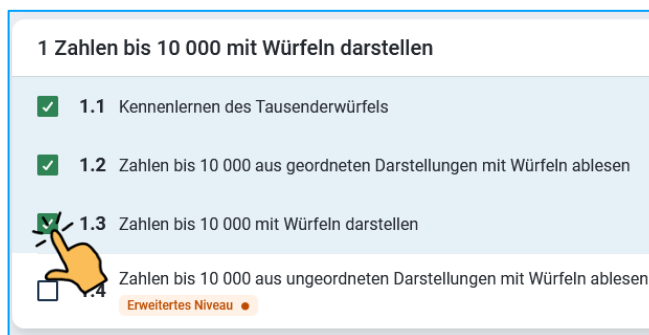 1 Zahlen bis 10 000 mit Würfeln darstellen
1.1 Kennenlernen des Tausenderwürfels
1.2 Zahlen bis 10 000 aus geordneten Darstellungen mit Würfeln ablesen
1.3 Zahlen bis 10 000 mit Würfeln darstellen
1.4 Zahlen bis 10 000 aus ungeordneten Darstellungen mit Würfeln ablesen
Erweitertes Niveau